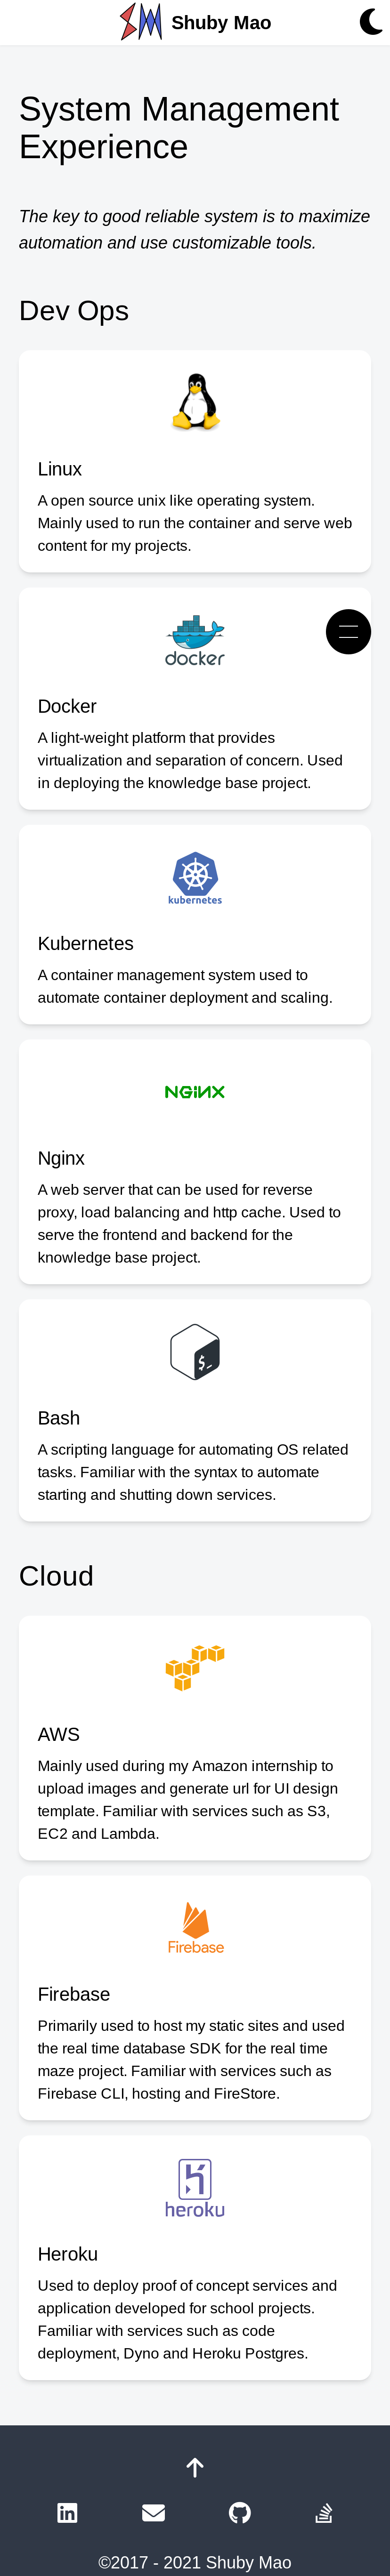 Shuby Mao
System Management
Experience
The key to good reliable system is to maximize
automation and use customizable tools.
Dev Ops
Linux
A open source unix like operating system.
Mainly used to run the container and serve web
content for my projects.
docker
Docker
A light-weight platform that provides
virtualization and separation of concern. Used
in deploying the knowledge base project.
kubernetes
Kubernetes
A container management system used to
automate container deployment and scaling.
NGiNX
Nginx
A web server that can be used for reverse
proxy, load balancing and http cache. Used to
serve the frontend and backend for the
knowledge base project.
$_
Bash
A scripting language for automating OS related
tasks. Familiar with the syntax to automate
starting and shutting down services.
Cloud
AWS
Mainly used during my Amazon internship to
upload images and generate url for UI design
template. Familiar with services such as S3,
EC2 and Lambda.
Firebase
Firebase
Primarily used to host my static sites and used
the real time database SDK for the real time
maze project. Familiar with services such as
Firebase CLI, hosting and FireStore.
heroku
Heroku
Used to deploy proof of concept services and
application developed for school projects.
Familiar with services such as code
deployment, Dyno and Heroku Postgres.
in
©2017 - 2021 Shuby Mao